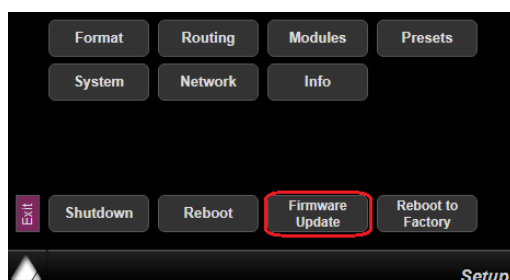 Format Routing Modules Presets
System Network Info
Exit Shutdown Reboot Firmware Update Reboot to Factory
Setup